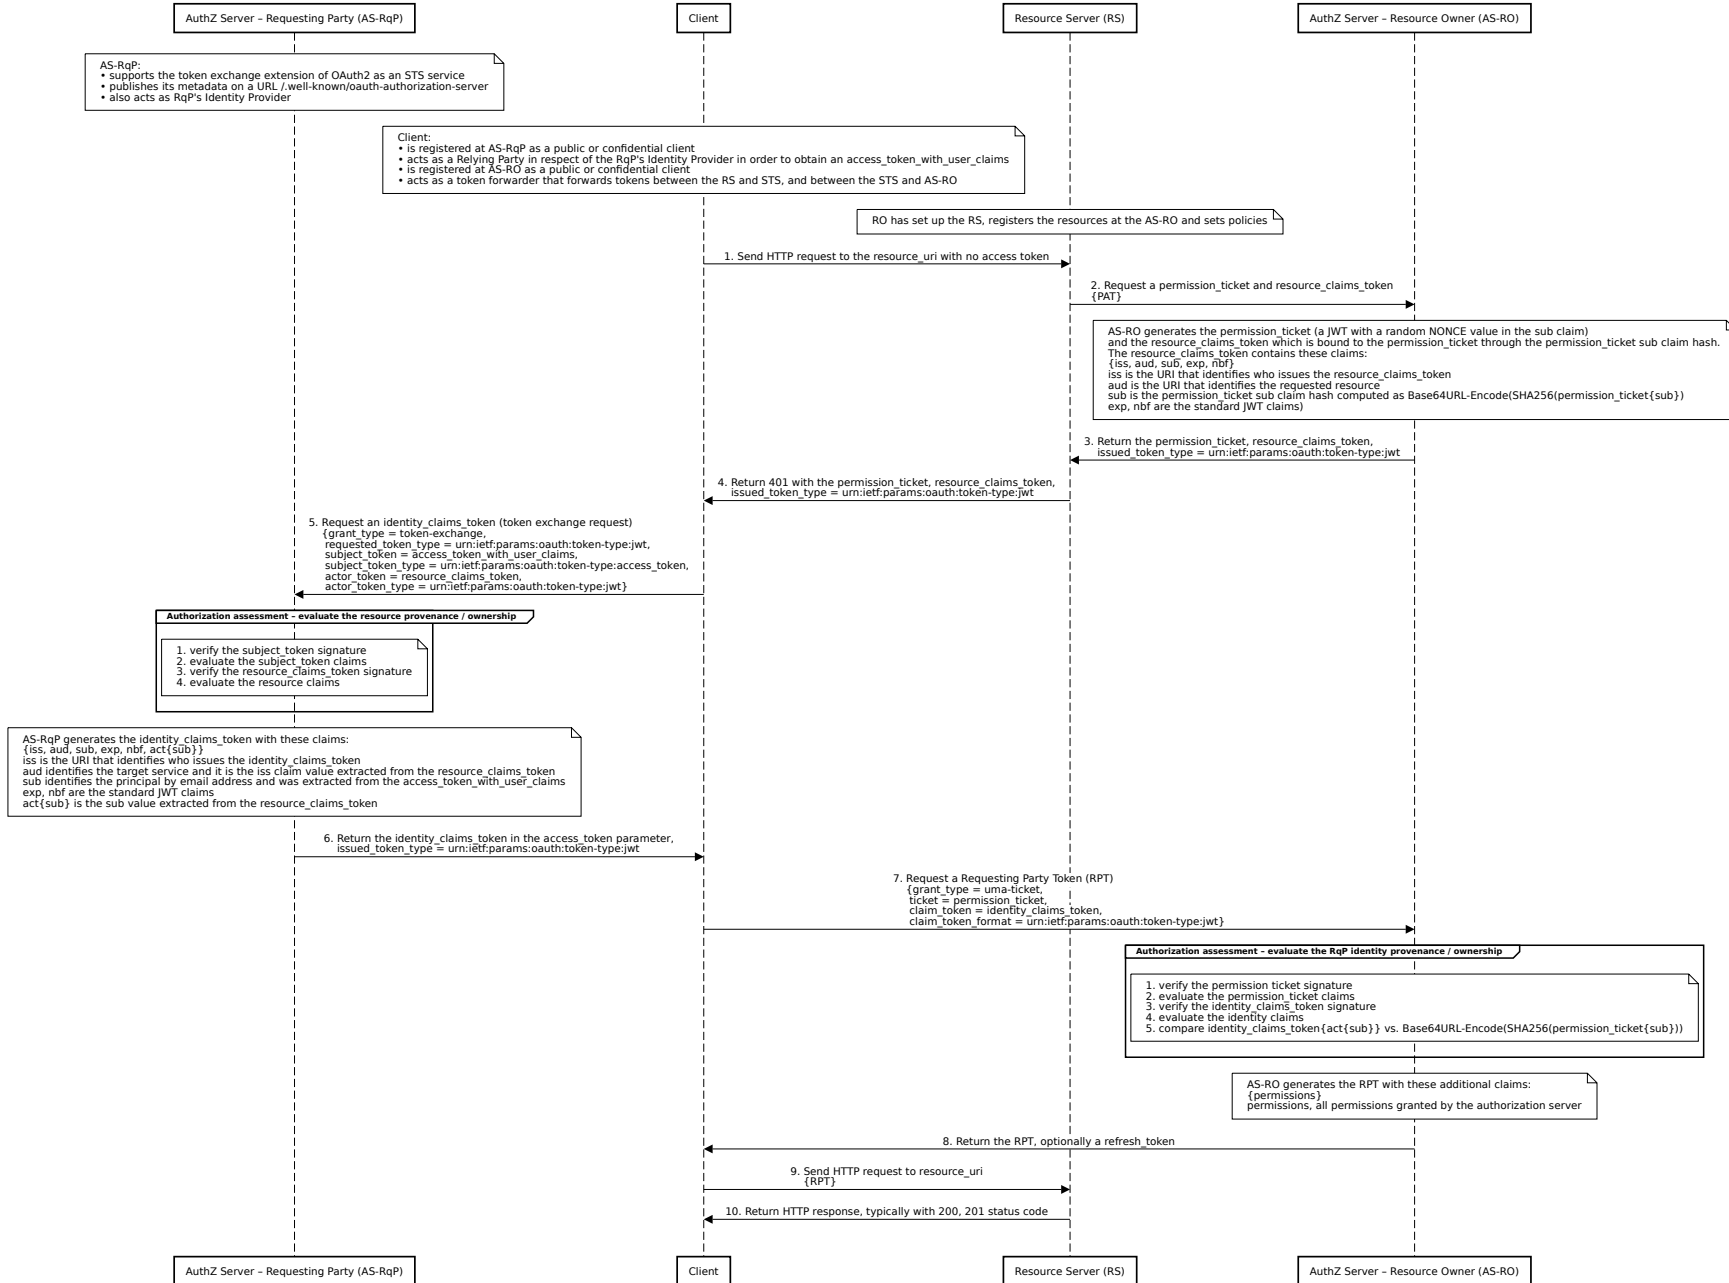 AuthZ Server – Requesting Party (AS-RqP)
Client
Resource Server (RS)
AuthZ Server – Resource Owner (AS-RO)
AS-RqP:
• supports the token exchange extension of OAuth2 as an STS service
• publishes its metadata on a URL /.well-known/oauth-authorization-server
• also acts as RqP's Identity Provider
Client:
• is registered at AS-RqP as a public or confidential client
• acts as a Relying Party in respect of the RqP's Identity Provider in order to obtain an access_token_with_user_claims
• is registered at AS-RO as a public or confidential client
• acts as a token forwarder that forwards tokens between the RS and STS, and between the STS and AS-RO
RO has set up the RS, registers the resources at the AS-RO and sets policies
1. Send HTTP request to the resource_uri with no access token
2. Request a permission_ticket and resource_claims_token
{PAT}
AS-RO generates the permission_ticket (a JWT with a random NONCE value in the sub claim)
and the resource_claims_token which is bound to the permission_ticket through the permission_ticket sub claim hash.
The resource_claims_token contains these claims:
{iss, aud, sub, exp, nbf}
iss is the URI that identifies who issues the resource_claims_token
aud is the URI that identifies the requested resource
sub is the permission_ticket sub claim hash computed as Base64URL-Encode(SHA256(permission_ticket{sub})
exp, nbf are the standard JWT claims)
3. Return the permission_ticket, resource_claims_token,
issued_token_type = urn:ietf:params:oauth:token-type:jwt
4. Return 401 with the permission_ticket, resource_claims_token,
issued_token_type = urn:ietf:params:oauth:token-type:jwt
5. Request an identity_claims_token (token exchange request)
{grant_type = token-exchange,
requested_token_type = urn:ietf:params:oauth:token-type:jwt,
subject_token = access_token_with_user_claims,
subject_token_type = urn:ietf:params:oauth:token-type:access_token,
actor_token = resource_claims_token,
actor_token_type = urn:ietf:params:oauth:token-type:jwt}
Authorization assessment – evaluate the resource provenance / ownership
1. verify the subject_token signature
2. evaluate the subject_token claims
3. verify the resource_claims_token signature
4. evaluate the resource claims
AS-RqP generates the identity_claims_token with these claims:
{iss, aud, sub, exp, nbf, act{sub}}
iss is the URI that identifies who issues the identity_claims_token
aud identifies the target service and it is the iss claim value extracted from the resource_claims_token
sub identifies the principal by email address and was extracted from the access_token_with_user_claims
exp, nbf are the standard JWT claims
act{sub} is the sub value extracted from the resource_claims_token
6. Return the identity_claims_token in the access_token parameter,
issued_token_type = urn:ietf:params:oauth:token-type:jwt
7. Request a Requesting Party Token (RPT)
{grant_type = uma-ticket,
ticket = permission_ticket,
claim_token = identity_claims_token,
claim_token_format = urn:ietf:params:oauth:token-type:jwt}
Authorization assessment – evaluate the RqP identity provenance / ownership
1. verify the permission ticket signature
2. evaluate the permission_ticket claims
3. verify the identity_claims_token signature
4. evaluate the identity claims
5. compare identity_claims_token{act{sub}} vs. Base64URL-Encode(SHA256(permission_ticket{sub}))
AS-RO generates the RPT with these additional claims:
{permissions}
permissions, all permissions granted by the authorization server
8. Return the RPT, optionally a refresh_token
9. Send HTTP request to resource_uri
{RPT}
10. Return HTTP response, typically with 200, 201 status code
AuthZ Server – Requesting Party (AS-RqP)
Client
Resource Server (RS)
AuthZ Server – Resource Owner (AS-RO)